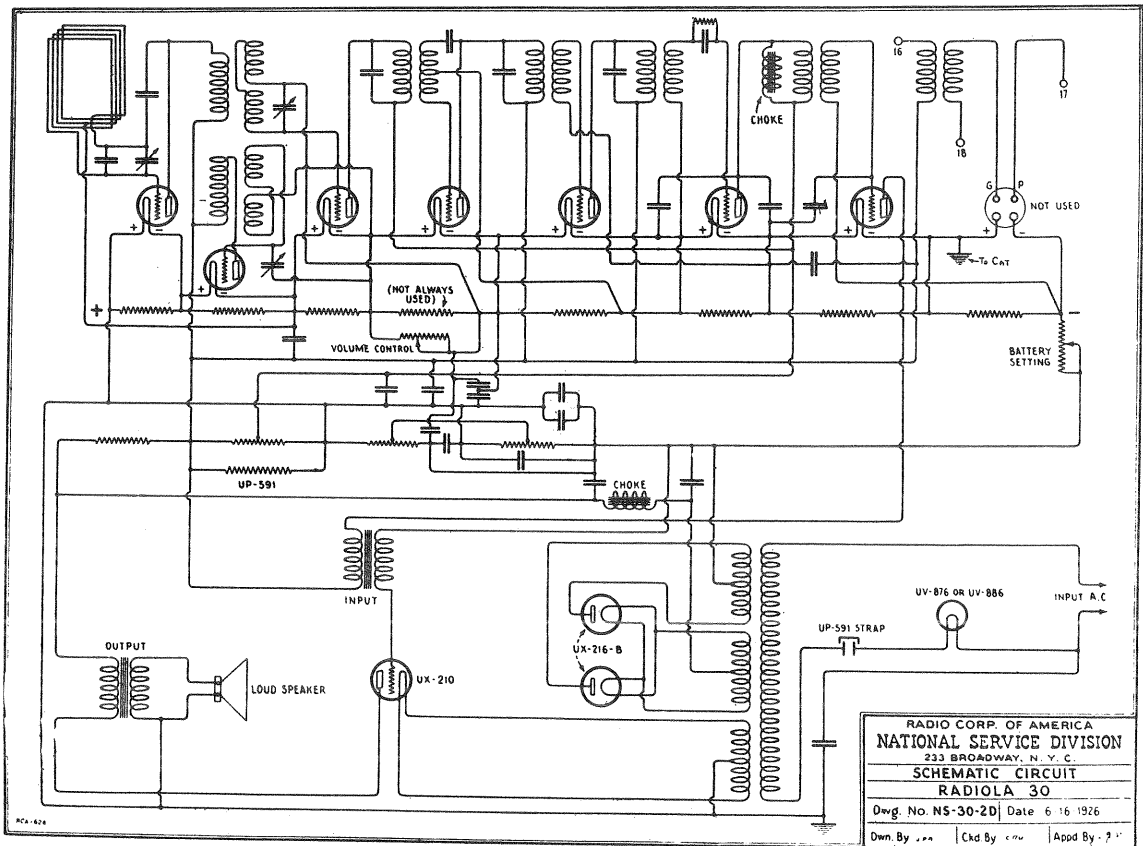 16
17
18
CHOKE
G P
NOT USED
+ -
+ -
+ -
+ -
+ -
+ -
+ -
+ -
To CAT
(NOT ALWAYS
USED)
+
-
VOLUME CONTROL
BATTERY
SETTING
UP-591
CHOKE
INPUT
UV-876 OR UV-886
INPUT A.C
UP-591 STRAP
UX-216-B
OUTPUT
LOUD SPEAKER
UX-210
RADIO CORP. OF AMERICA
NATIONAL SERVICE DIVISION
233 BROADWAY, N. Y. C.
SCHEMATIC CIRCUIT
RADIOLA 30
Dwg. No. NS-30-2D Date 6 16 1926
Dwn. By Ckd. By Appd By
RCA-626